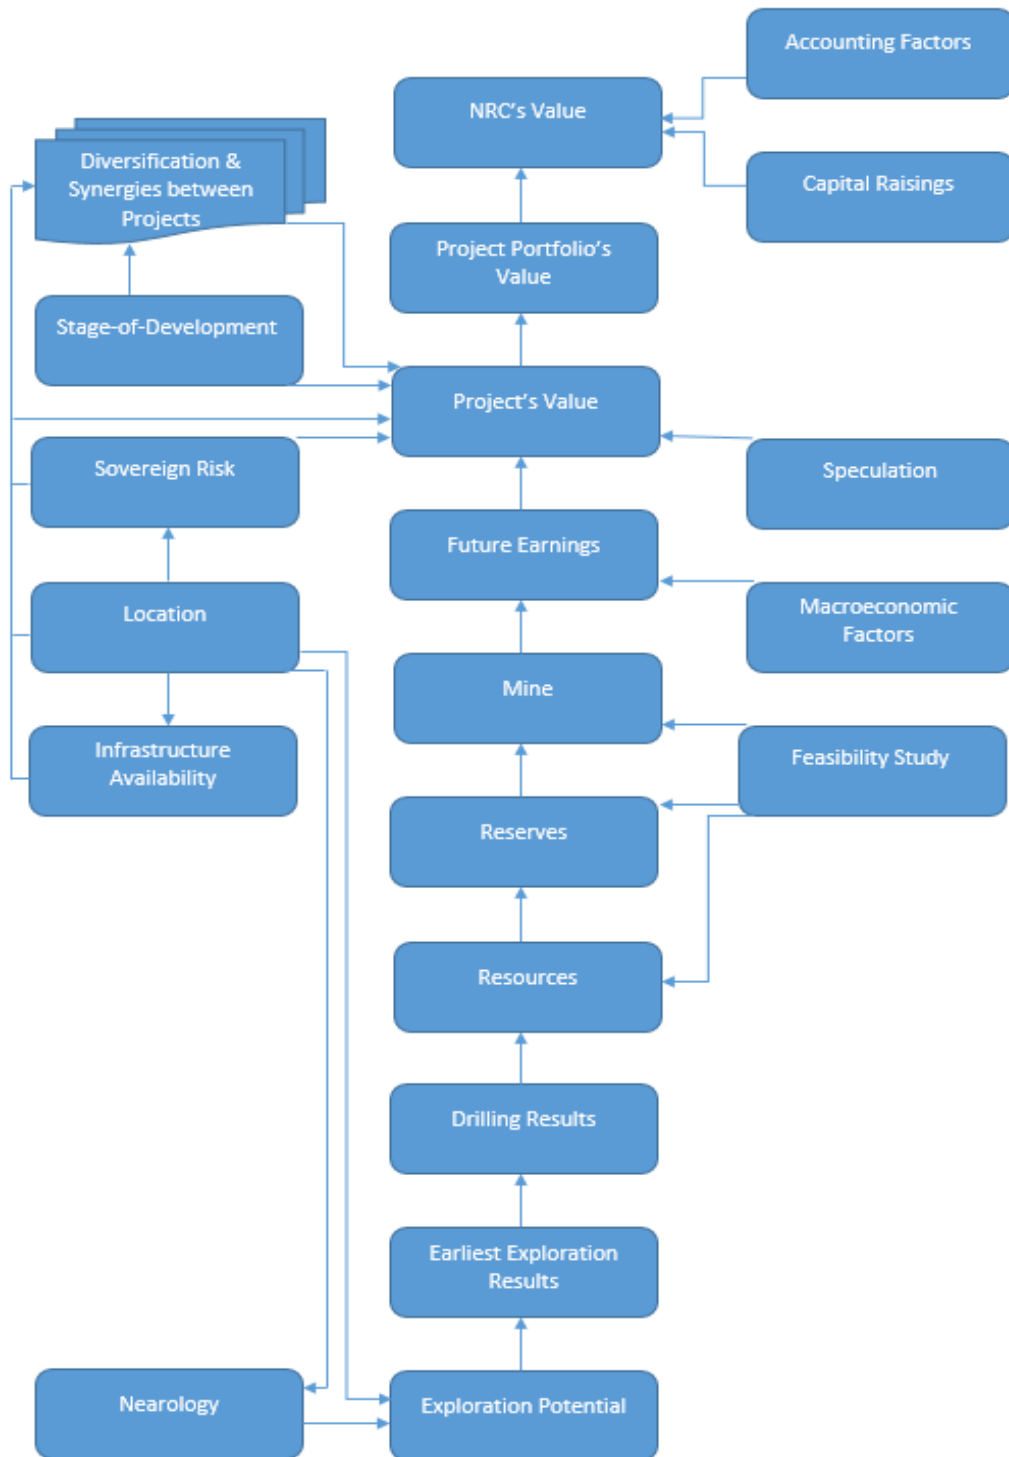 Accounting Factors
NRC's Value
Diversification &
Synergies between
Projects
Capital Raisings
Project Portfolio's
Value
Stage-of-Development
Project's Value
Sovereign Risk
Speculation
Future Earnings
Location
Macroeconomic
Factors
Mine
Infrastructure
Availability
Feasibility Study
Reserves
Resources
Drilling Results
Earliest Exploration
Results
Nearology
Exploration Potential